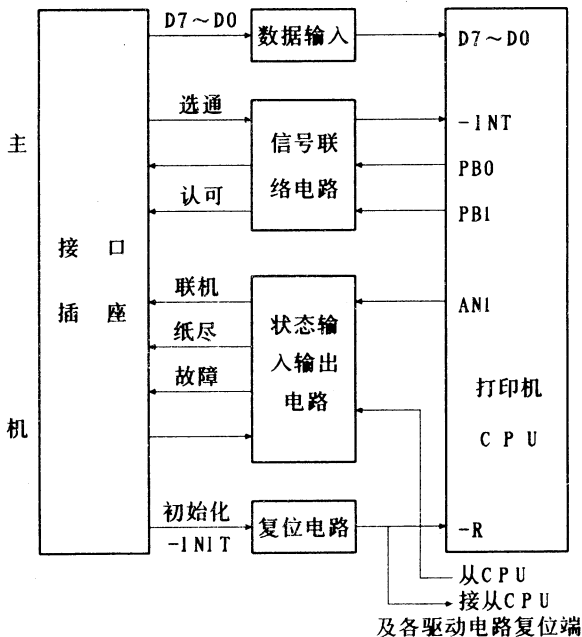 D7～D0
数据输入
D7～D0
选通
信号联
络电路
-INT
PB0
认可
PB1
主
机
接 口
插 座
联机
纸尽
故障
状态输
入输出
电路
AN1
打印机
C P U
初始化
-INIT
复位电路
-R
从CPU
接从CPU
及各驱动电路复位端